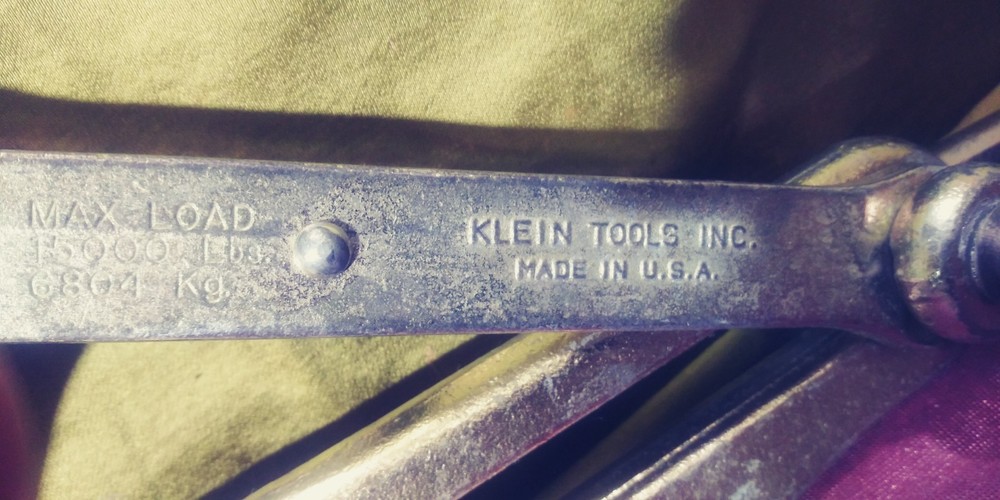 MAX LOAD
15000 Lbs.
6804 Kg.
KLEIN TOOLS INC.
MADE IN U.S.A.